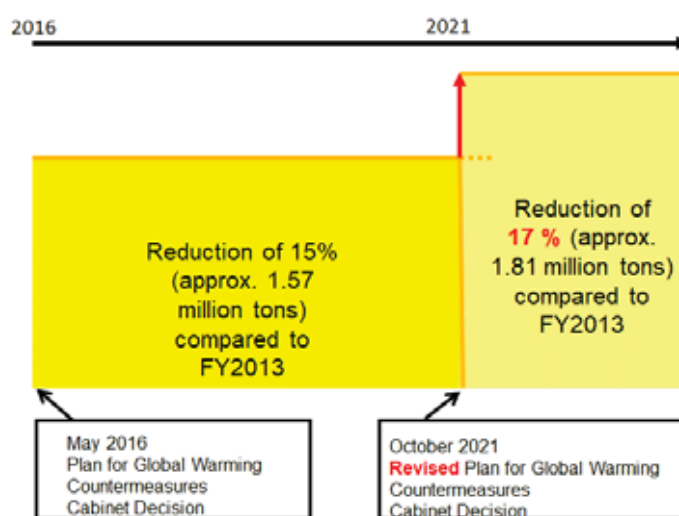 2016
2021
Reduction of 15%
(approx. 1.57
million tons)
compared to
FY2013
Reduction of
17 % (approx.
1.81 million tons)
compared to
FY2013
May 2016
Plan for Global Warming
Countermeasures
Cabinet Decision
October 2021
Revised Plan for Global Warming
Countermeasures
Cabinet Decision